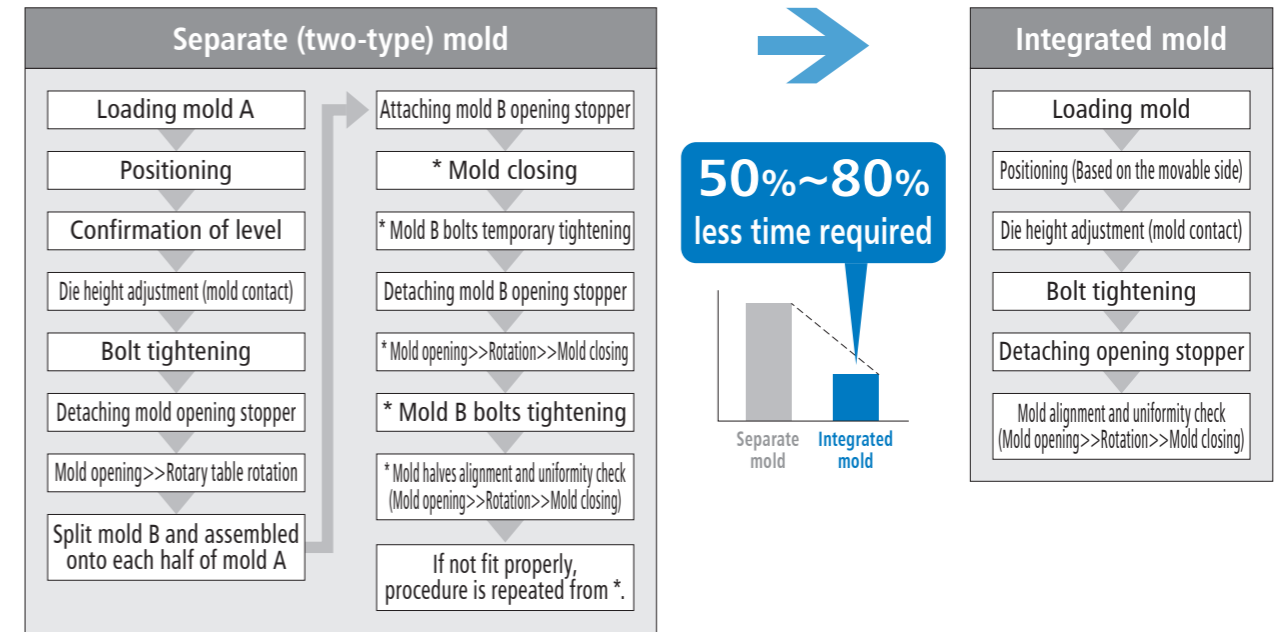 Separate (two-type) mold
Loading mold A
Positioning
Confirmation of level
Die height adjustment (mold contact)
Bolt tightening
Detaching mold opening stopper
Mold opening>>Rotary table rotation
Split mold B and assembled
onto each half of mold A
Attaching mold B opening stopper
* Mold closing
* Mold B bolts temporary tightening
Detaching mold B opening stopper
* Mold opening>>Rotation>>Mold closing
* Mold B bolts tightening
* Mold halves alignment and uniformity check
(Mold opening>>Rotation>>Mold closing)
If not fit properly,
procedure is repeated from *.
50%~80%
less time required
Separate
mold
Integrated
mold
Integrated mold
Loading mold
Positioning (Based on the movable side)
Die height adjustment (mold contact)
Bolt tightening
Detaching opening stopper
Mold alignment and uniformity check
(Mold opening>>Rotation>>Mold closing)